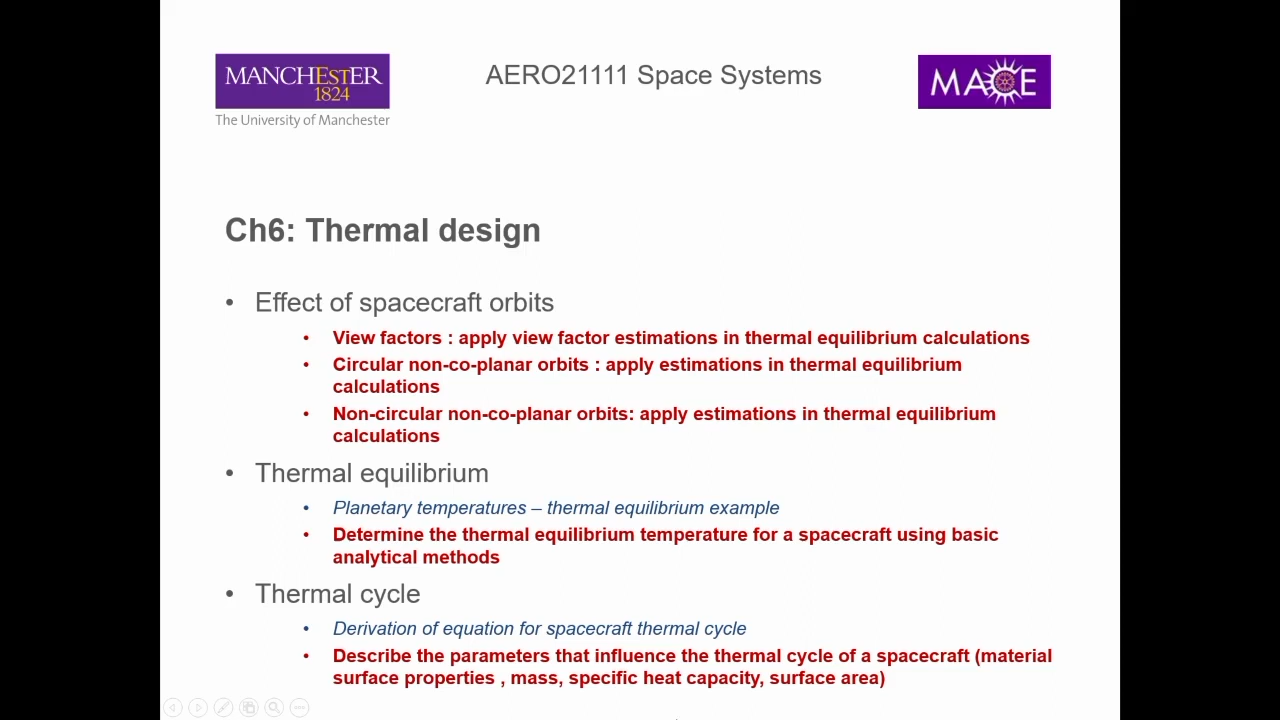 MANCHESTER
1824
The University of Manchester
AERO21111 Space Systems
MACE
Ch6: Thermal design
• Effect of spacecraft orbits
• View factors : apply view factor estimations in thermal equilibrium calculations
• Circular non-co-planar orbits : apply estimations in thermal equilibrium
calculations
• Non-circular non-co-planar orbits: apply estimations in thermal equilibrium
calculations
• Thermal equilibrium
• Planetary temperatures – thermal equilibrium example
• Determine the thermal equilibrium temperature for a spacecraft using basic
analytical methods
• Thermal cycle
• Derivation of equation for spacecraft thermal cycle
• Describe the parameters that influence the thermal cycle of a spacecraft (material
surface properties , mass, specific heat capacity, surface area)